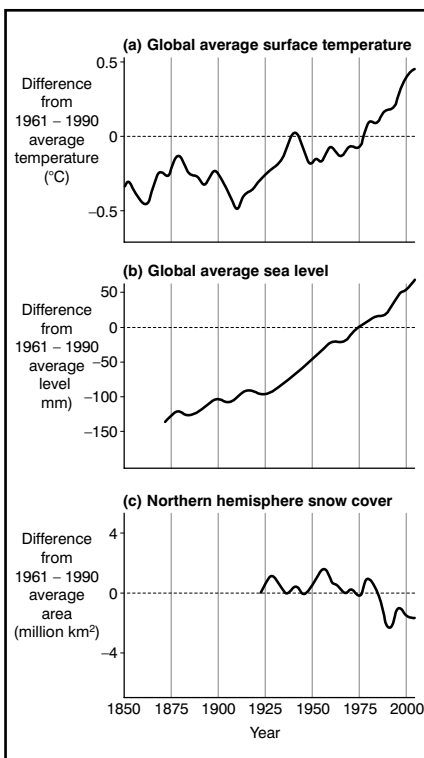 (a) Global average surface temperature
Difference
from
1961 – 1990
average
temperature
(°C)
0.5
0
–0.5
(b) Global average sea level
Difference
from
1961 – 1990
average
level
mm)
50
0
–50
–100
–150
(c) Northern hemisphere snow cover
Difference
from
1961 – 1990
average
area
(million km²)
4
0
–4
1850 1875 1900 1925 1950 1975 2000
Year